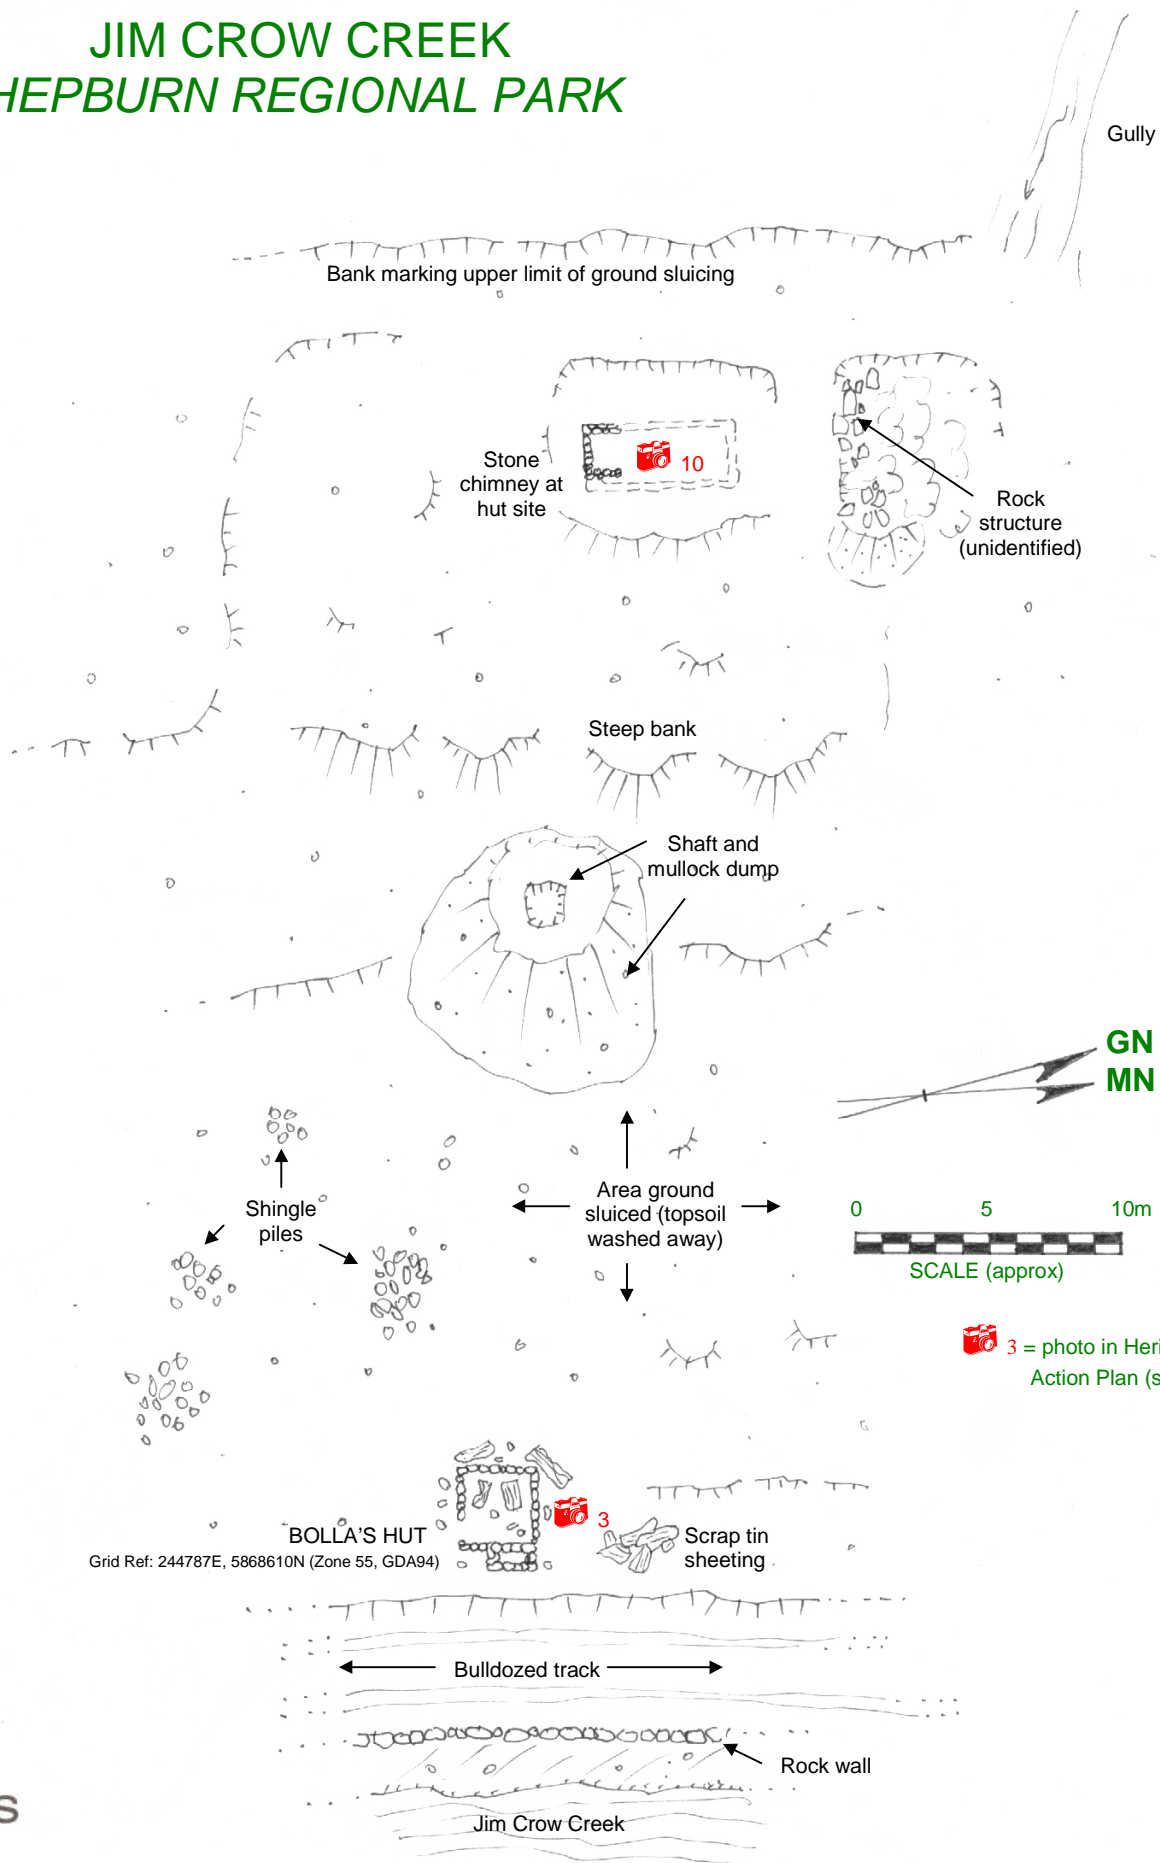 JIM CROW CREEK
HEPBURN REGIONAL PARK
Gully
Bank marking upper limit of ground sluicing
Stone
chimney at
hut site
10
Rock
structure
(unidentified)
Steep bank
Shaft and
mullock dump
GN
MN
Shingle
piles
Area ground
sluiced (topsoil
washed away)
0 5 10m
SCALE (approx)
3 = photo in
Action Plan
3
BOLLA'S HUT
Grid Ref: 244787E, 5868610N (Zone 55, GDA94)
Scrap tin
sheeting
Bulldozed track
Rock wall
Jim Crow Creek